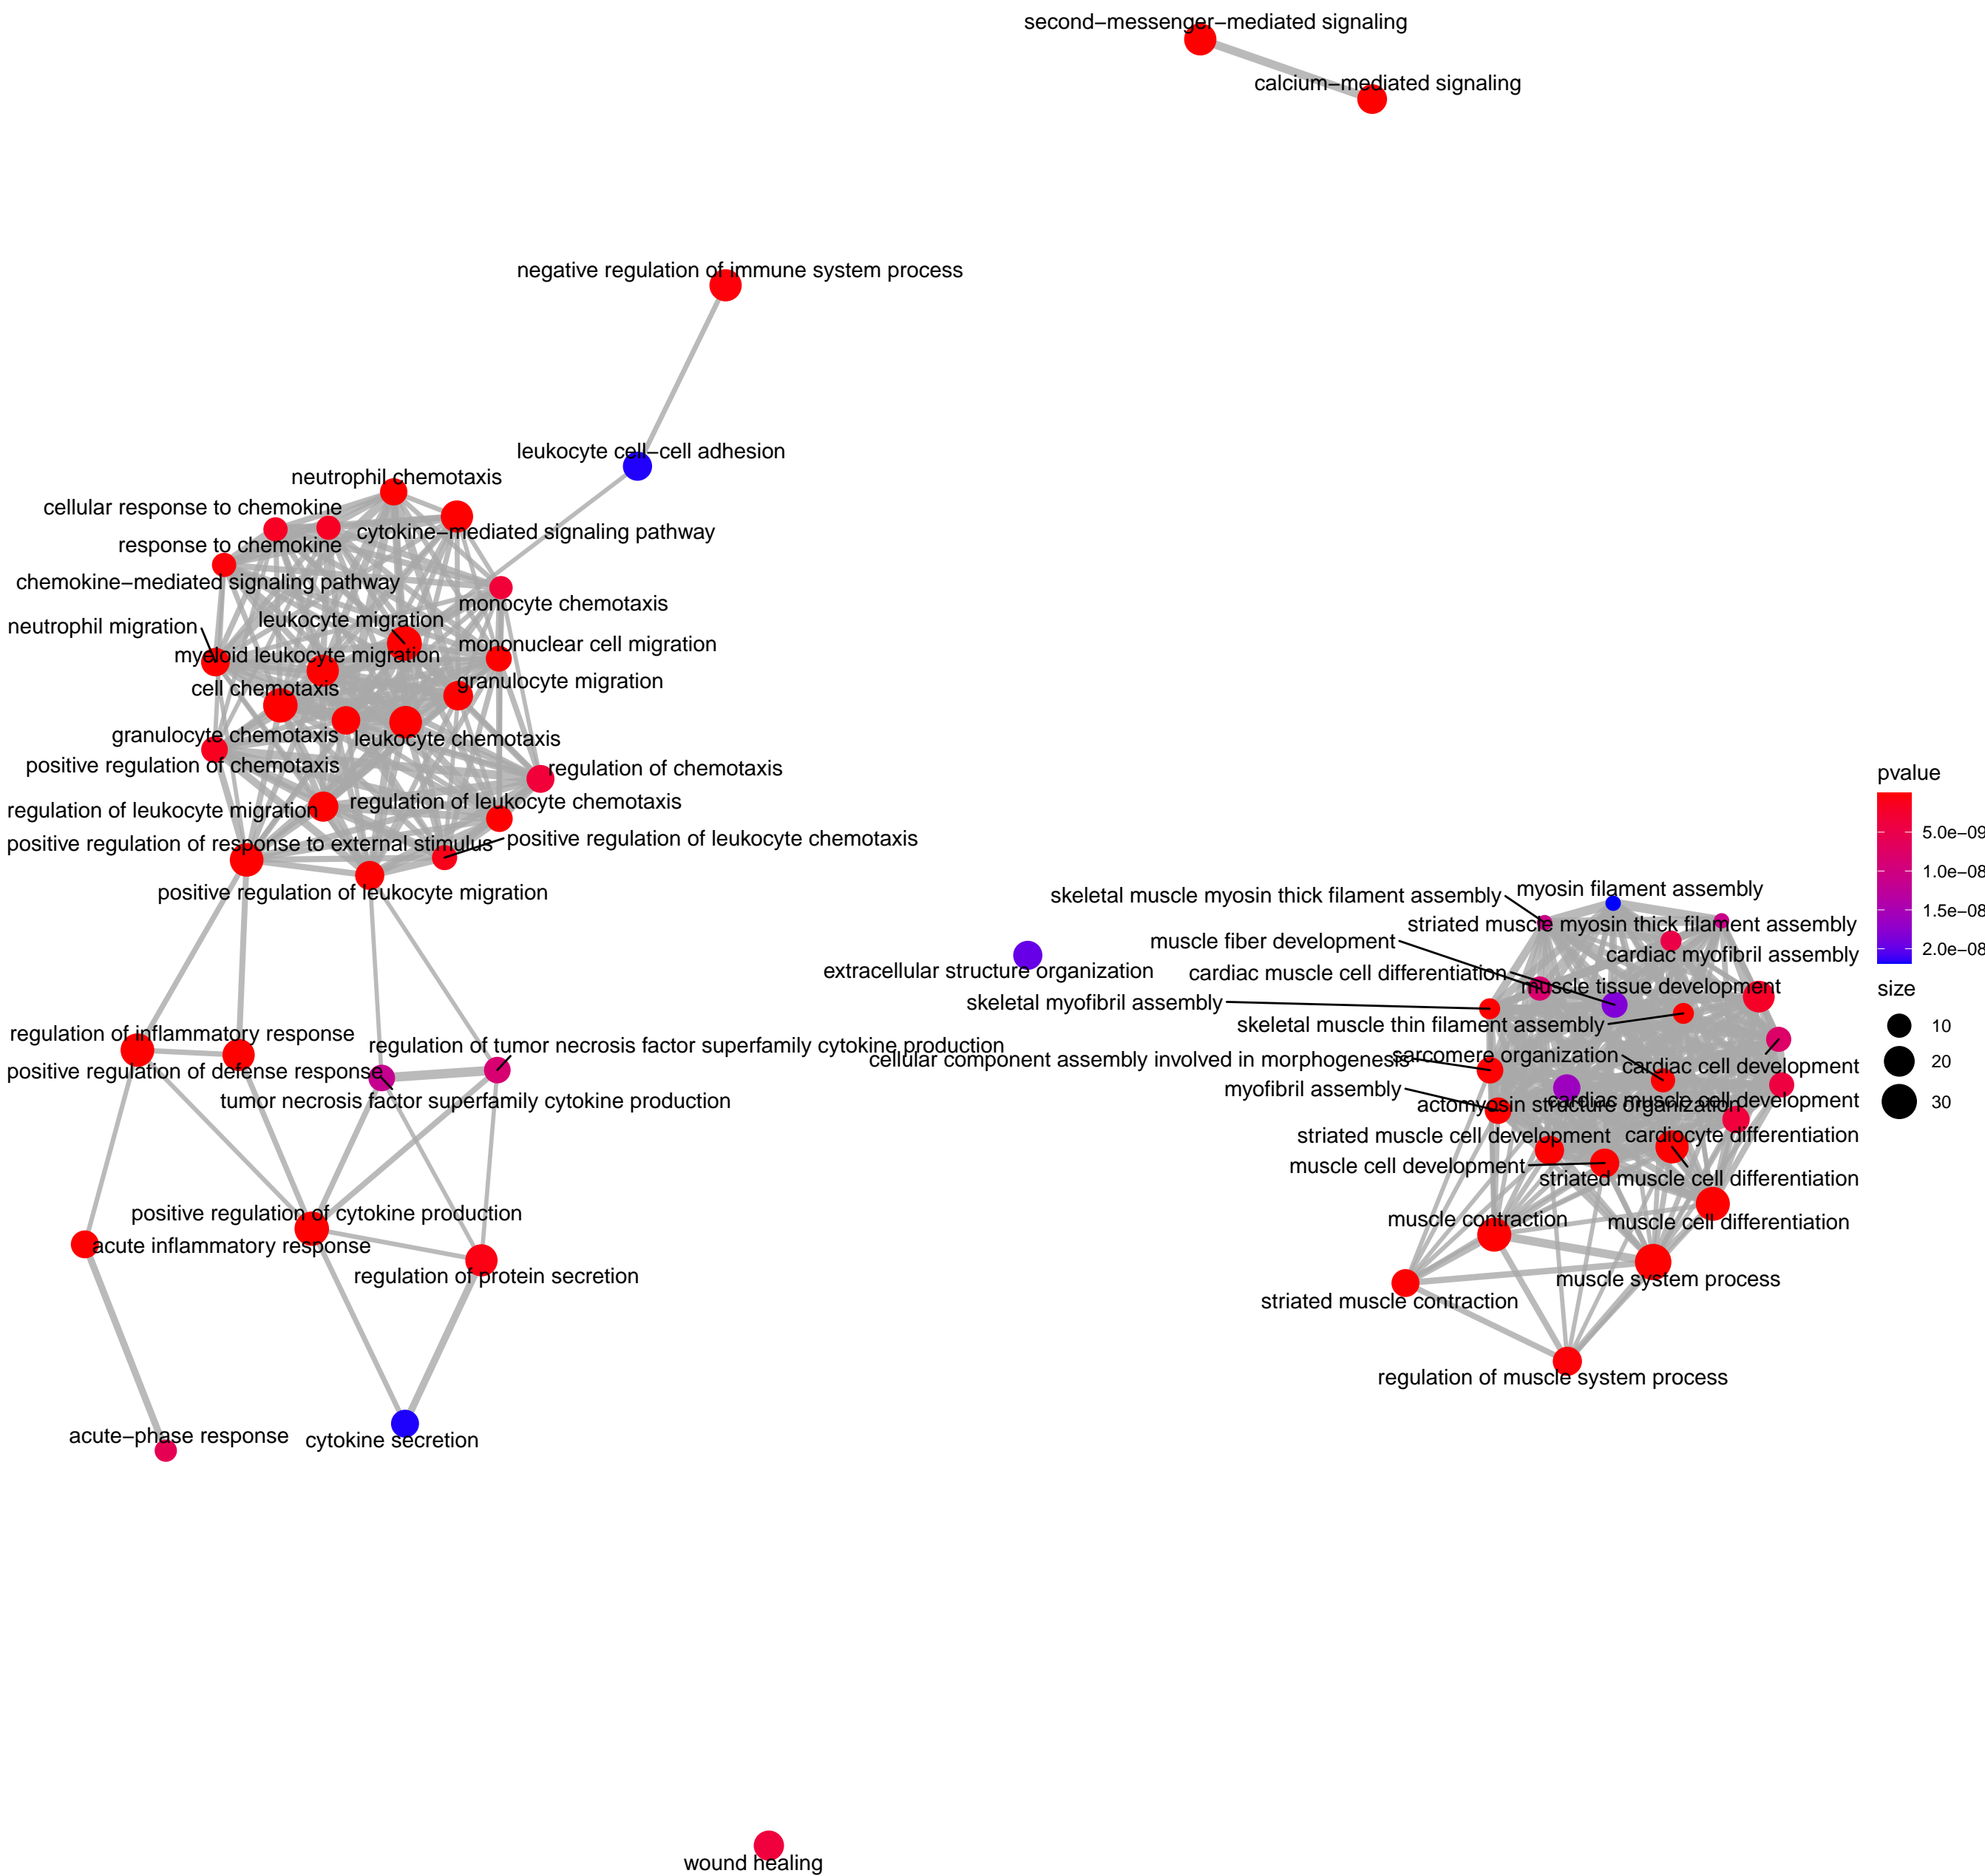 second−messenger−mediated signaling
calcium−mediated signaling
negative regulation of immune system process
leukocyte cell−cell adhesion
neutrophil chemotaxis
cellular response to chemokine
cytokine−mediated signaling pathway
response to chemokine
chemokine−mediated signaling pathway
monocyte chemotaxis
leukocyte migration
neutrophil migration
mononuclear cell migration
myeloid leukocyte migration
granulocyte migration
cell chemotaxis
granulocyte chemotaxis
leukocyte chemotaxis
positive regulation of chemotaxis
regulation of chemotaxis
regulation of leukocyte chemotaxis
regulation of leukocyte migration
positive regulation of leukocyte chemotaxis
positive regulation of response to external stimulus
positive regulation of leukocyte migration
pvalue
5.0e−09
1.0e−08
1.5e−08
2.0e−08
size
10
20
30
skeletal muscle myosin thick filament assembly
myosin filament assembly
striated muscle myosin thick filament assembly
muscle fiber development
cardiac myofibril assembly
extracellular structure organization
cardiac muscle cell differentiation
muscle tissue development
skeletal myofibril assembly
skeletal muscle thin filament assembly
regulation of inflammatory response
regulation of tumor necrosis factor superfamily cytokine production
cellular component assembly involved in morphogenesis
sarcomere organization
cardiac cell development
positive regulation of defense response
myofibril assembly
tumor necrosis factor superfamily cytokine production
actomyosin structure organization
cardiac muscle cell development
striated muscle cell development
cardiocyte differentiation
muscle cell development
striated muscle cell differentiation
positive regulation of cytokine production
muscle contraction
muscle cell differentiation
acute inflammatory response
regulation of protein secretion
muscle system process
striated muscle contraction
regulation of muscle system process
acute−phase response
cytokine secretion
wound healing